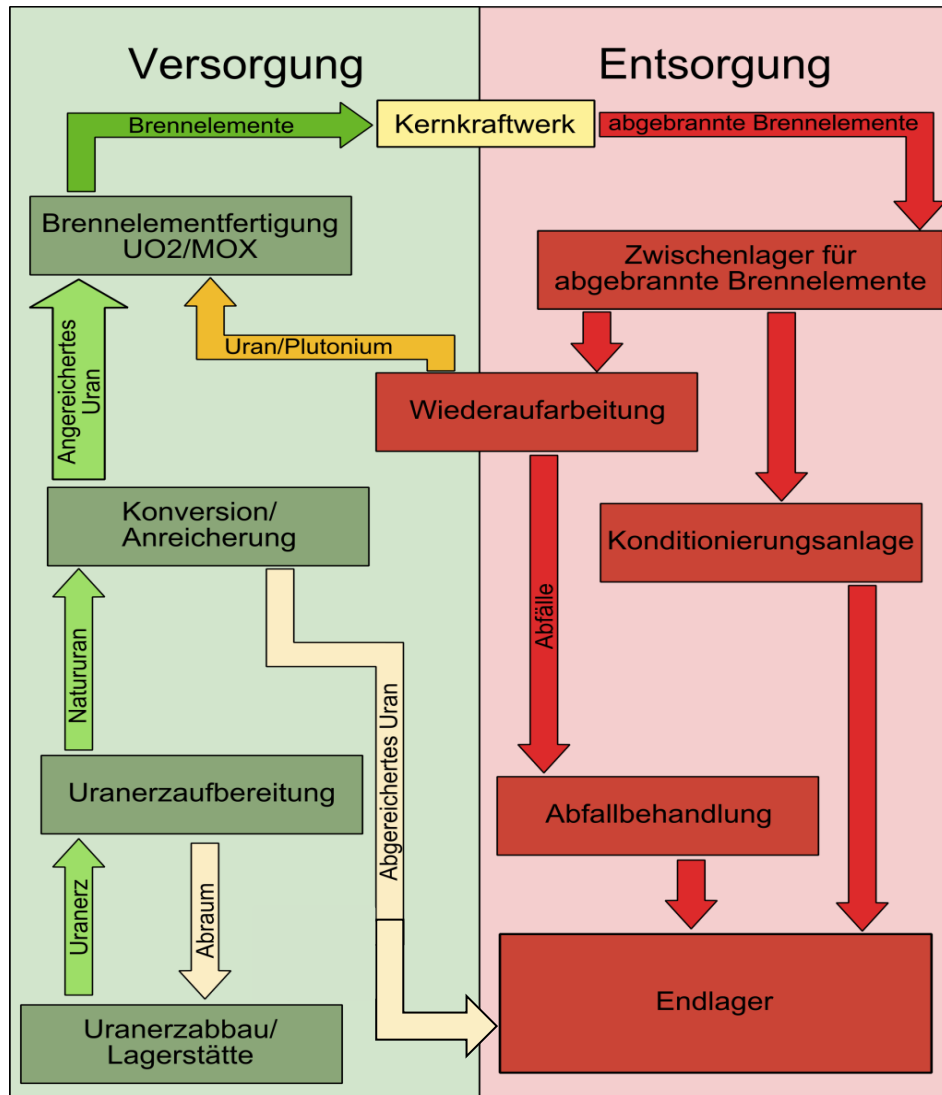 Versorgung
Entsorgung
Brennelemente
Kernkraftwerk
abgebrannte Brennelemente
Brennelementfertigung
UO2/MOX
Zwischenlager für
abgebrannte Brennelemente
Angereichertes
Uran
Uran/Plutonium
Wiederaufarbeitung
Konversion/
Anreicherung
Konditionierungsanlage
Abfälle
Natururan
Abgereichertes Uran
Uranerzaufbereitung
Abfallbehandlung
Uranerz
Abraum
Endlager
Uranerzabbau/
Lagerstätte